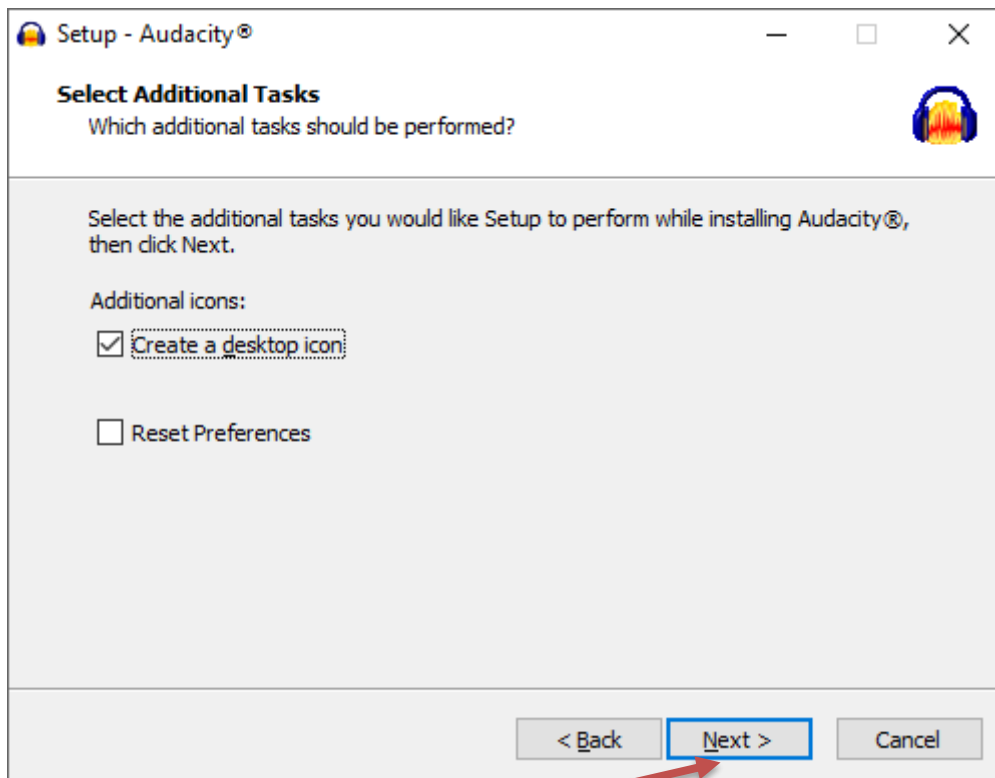 Setup - Audacity®
Select Additional Tasks
Which additional tasks should be performed?
Select the additional tasks you would like Setup to perform while installing Audacity®,
then click Next.
Additional icons:
Create a desktop icon
Reset Preferences
< Back
Next >
Cancel